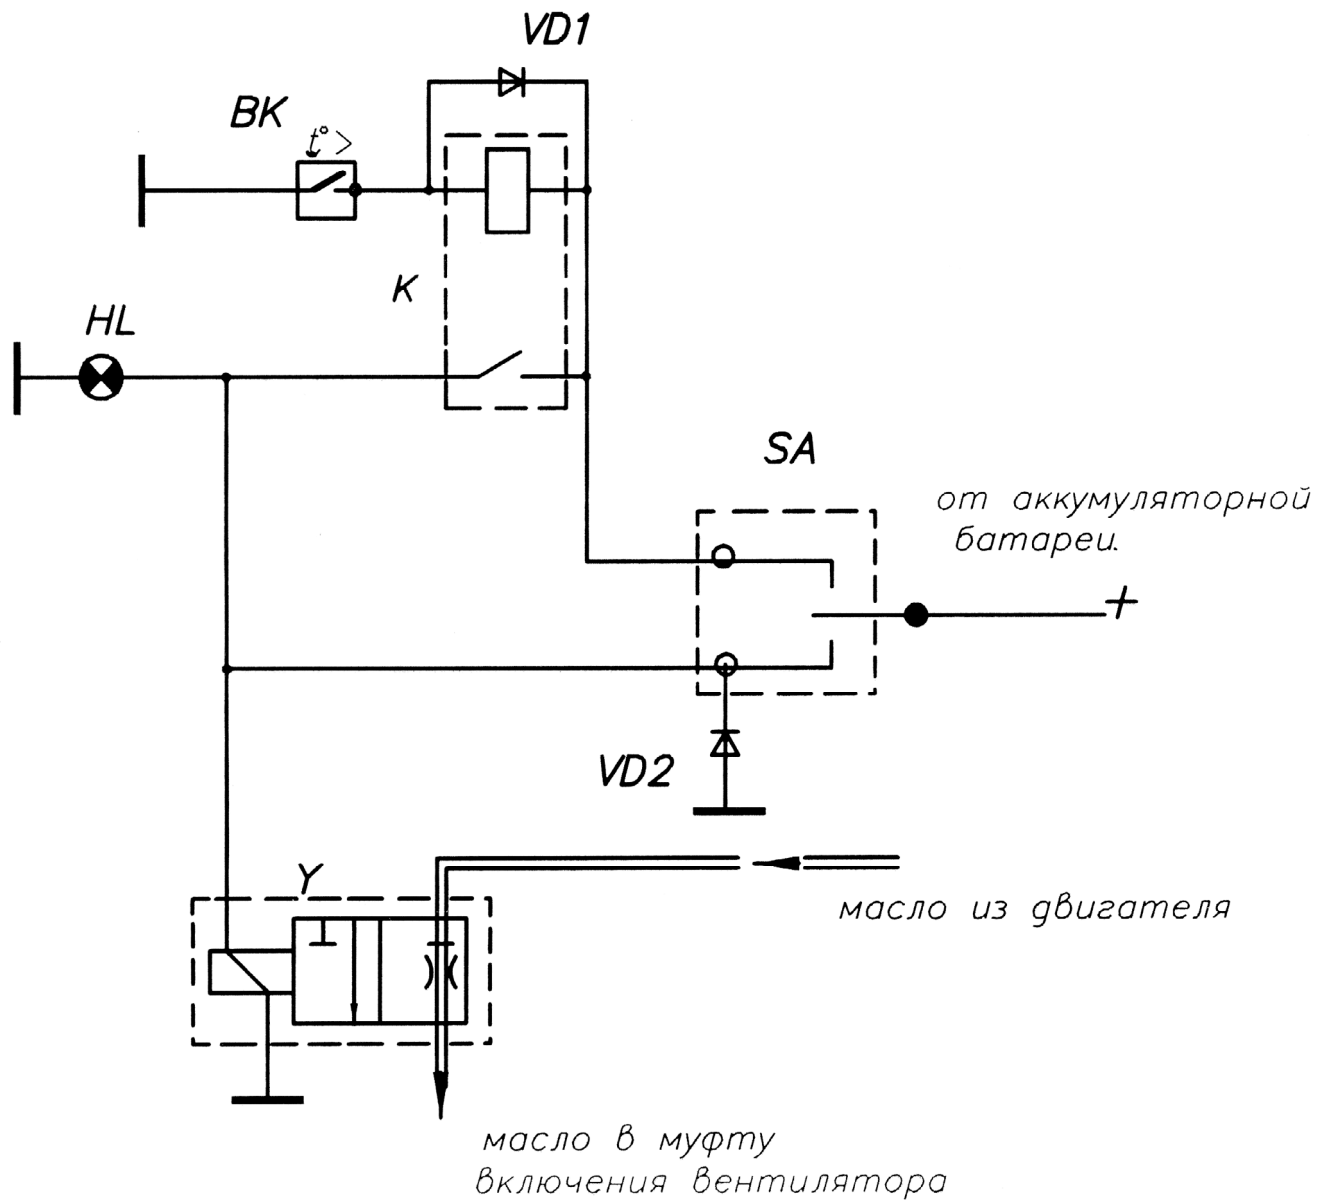 VD1
BK
t°>
K
HL
SA
от аккумуляторной
батареи.
+
VD2
Y
масло из двигателя
масло в муфту
включения вентилятора